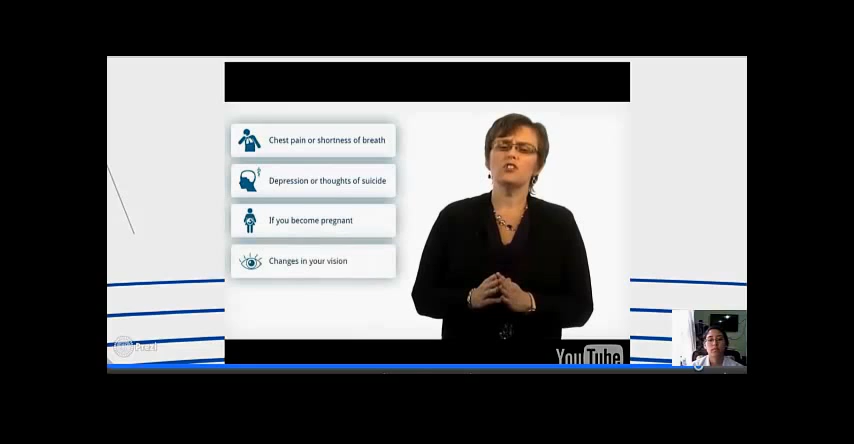 Chest pain or shortness of breath
Depression or thoughts of suicide
If you become pregnant
Changes in your vision
Prezi
YouTube